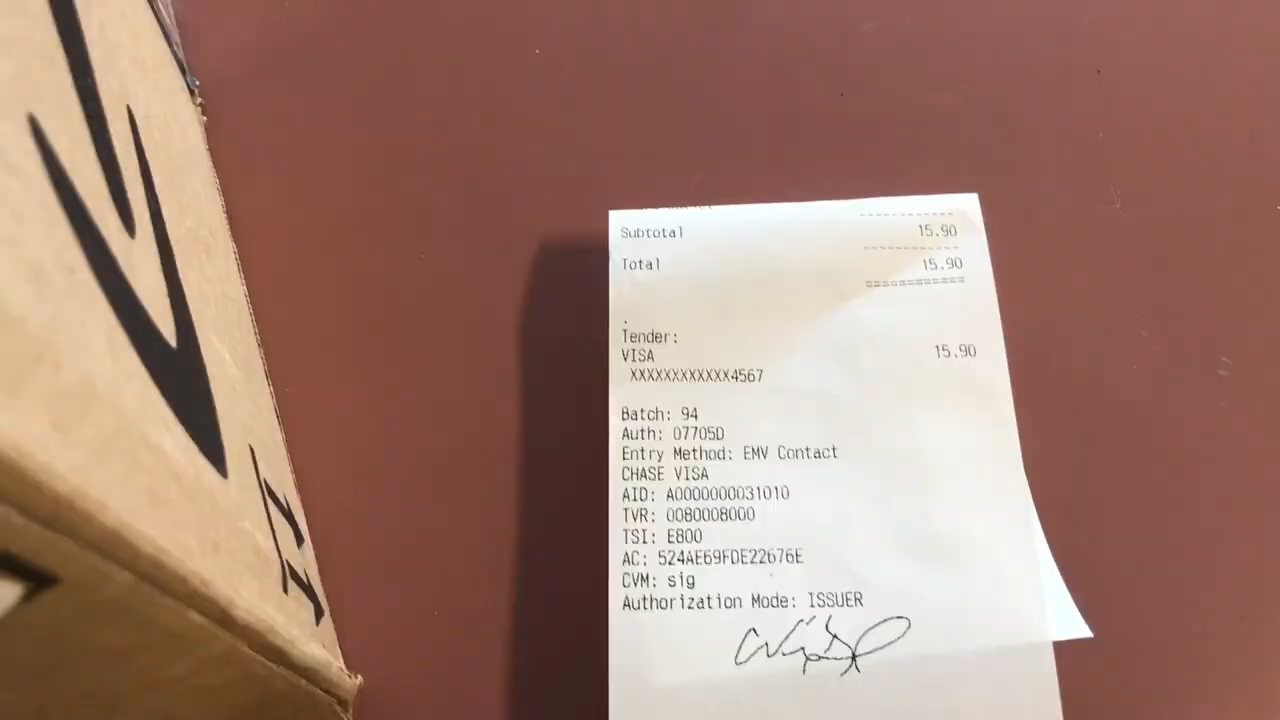 ------------
Subtotal 15.90
------------
Total 15.90
============
.
Tender:
VISA 15.90
XXXXXXXXXXXX4567
Batch: 94
Auth: 07705D
Entry Method: EMV Contact
CHASE VISA
AID: A0000000031010
TVR: 0080008000
TSI: E800
AC: 524AE69FDE22676E
CVM: sig
Authorization Mode: ISSUER